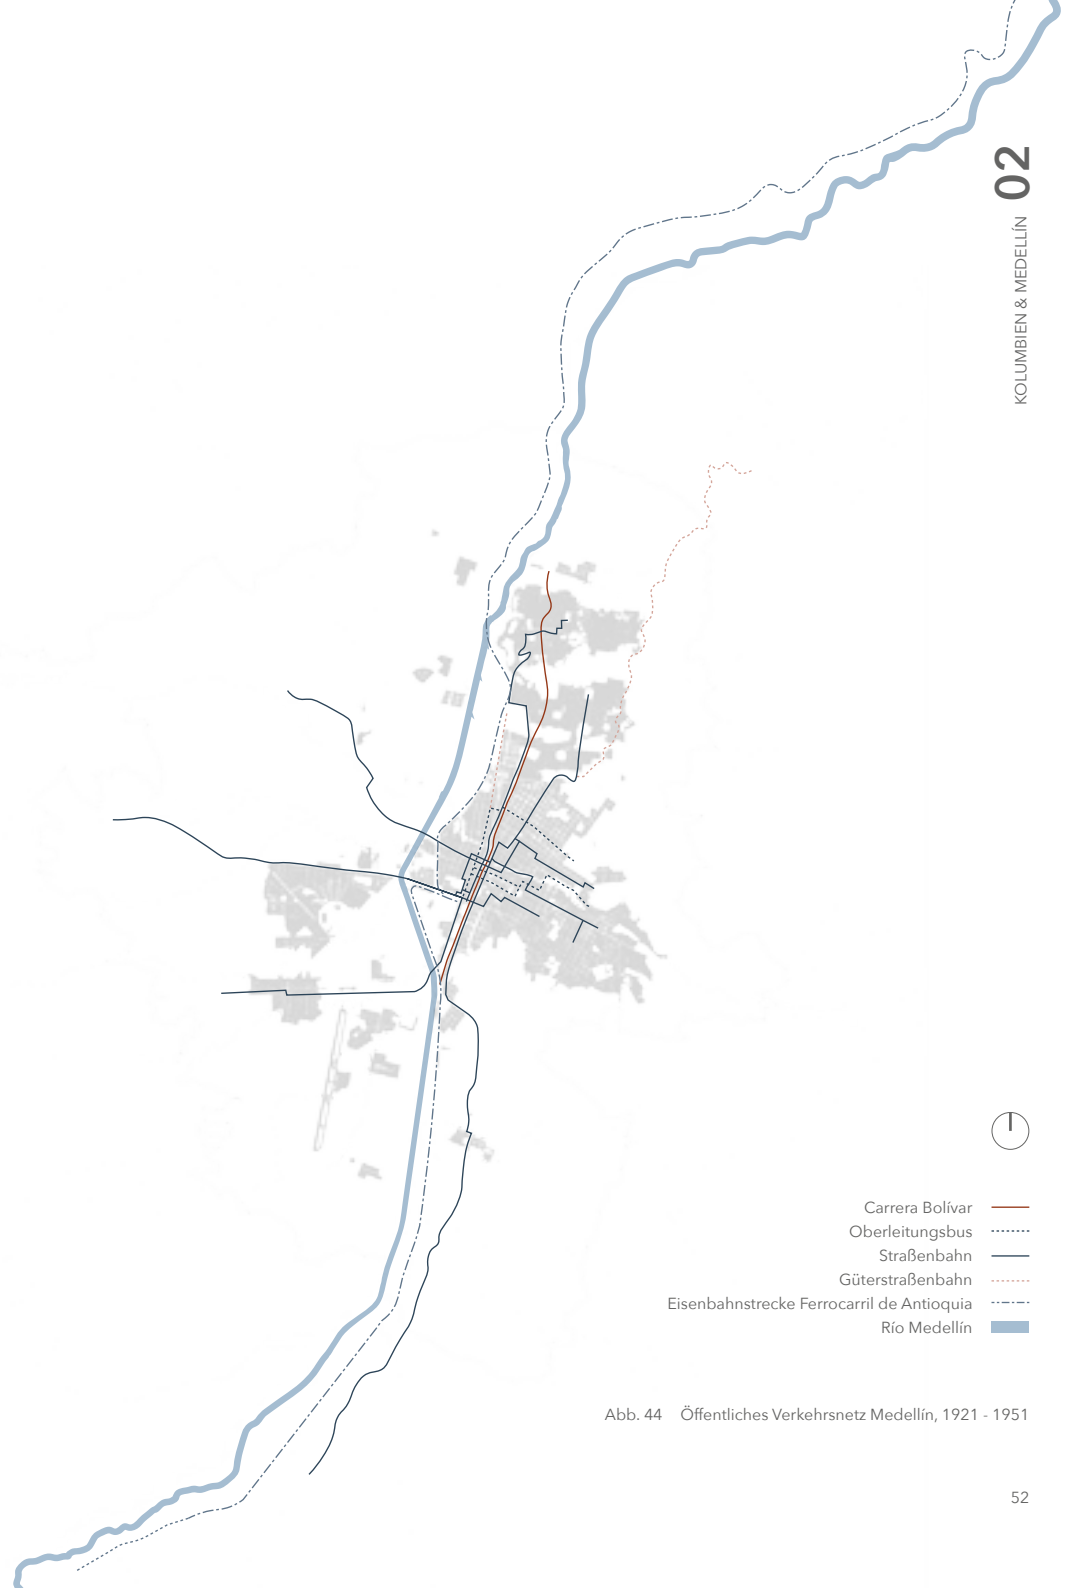 02
KOLUMBIEN & MEDELLÍN
Carrera Bolívar
Oberleitungsbus
Straßenbahn
Güterstraßenbahn
Eisenbahnstrecke Ferrocarril de Antioquia
Río Medellín
Abb. 44 Öffentliches Verkehrsnetz Medellín, 1921 - 1951
52